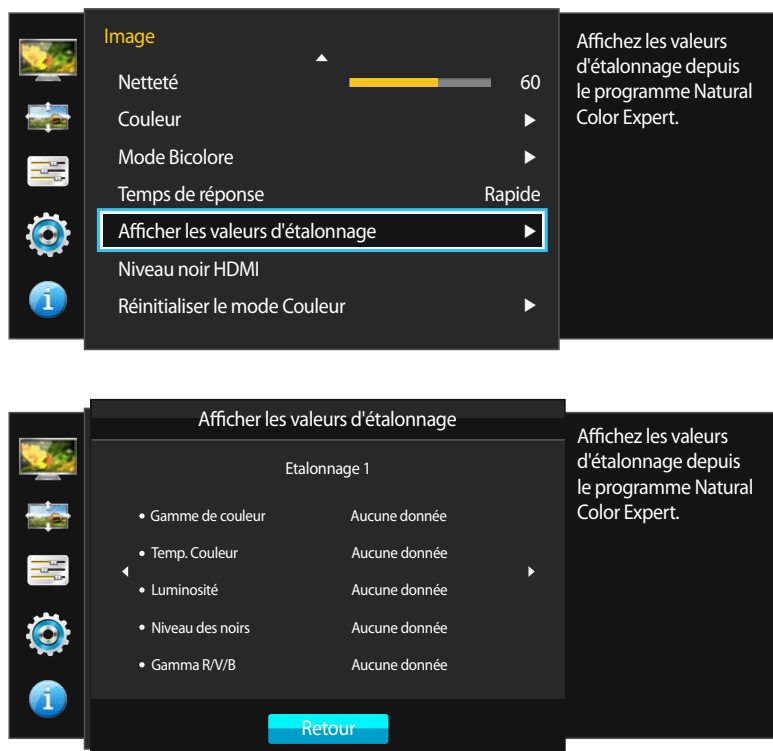 Image
Netteté 60
Couleur
Mode Bicolore
Temps de réponse Rapide
Afficher les valeurs d'étalonnage
Niveau noir HDMI
Réinitialiser le mode Couleur
Affichez les valeurs
d'étalonnage depuis
le programme Natural
Color Expert.
Afficher les valeurs d'étalonnage
Etalonnage 1
• Gamme de couleur Aucune donnée
• Temp. Couleur Aucune donnée
• Luminosité Aucune donnée
• Niveau des noirs Aucune donnée
• Gamma R/V/B Aucune donnée
Retour
Affichez les valeurs
d'étalonnage depuis
le programme Natural
Color Expert.